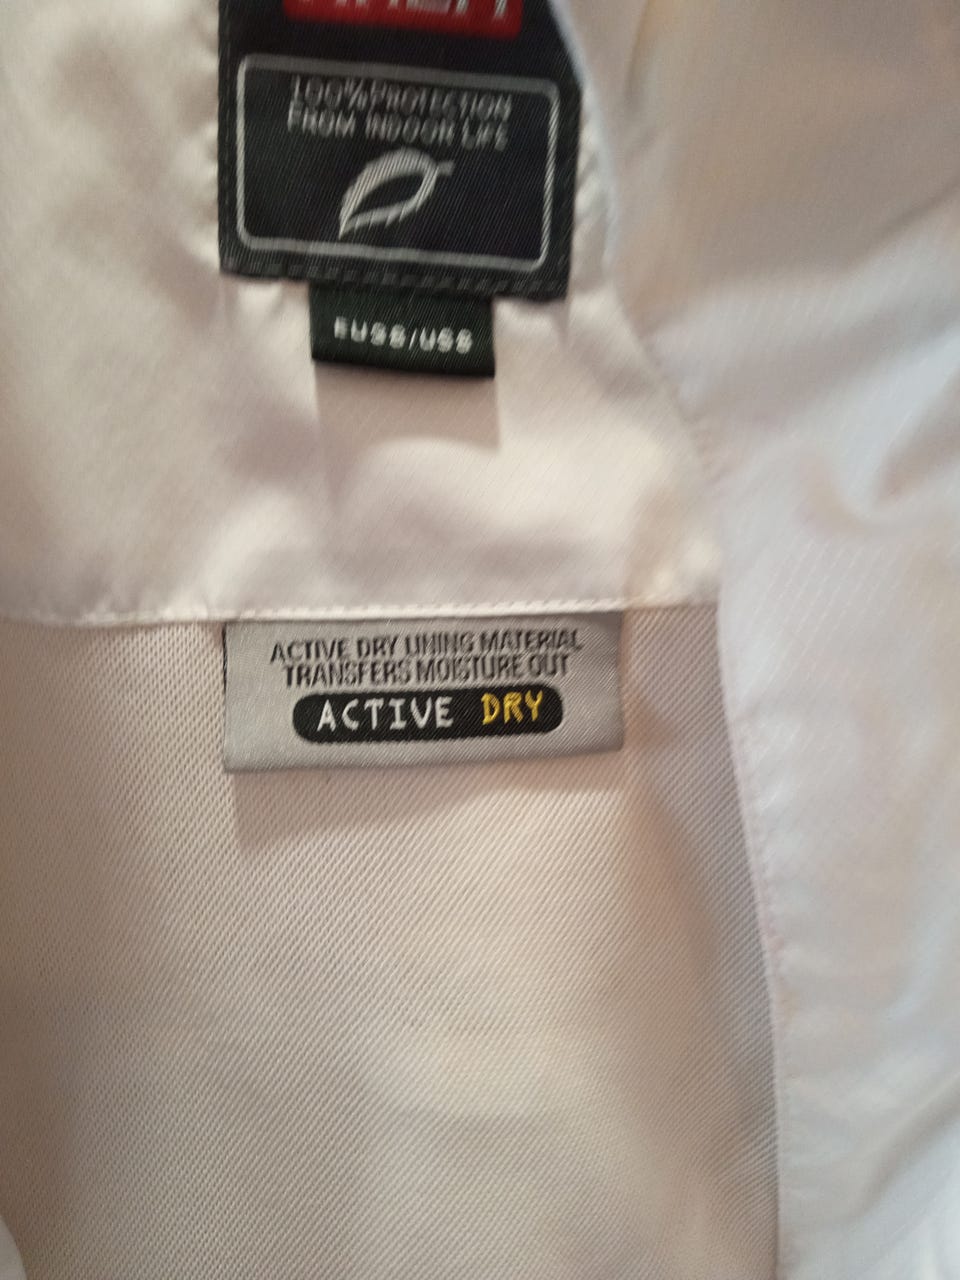 100% PROTECTION
FROM INDOOR LIFE
ACTIVE DRY LINING MATERIAL
TRANSFERS MOISTURE OUT
ACTIVE DRY